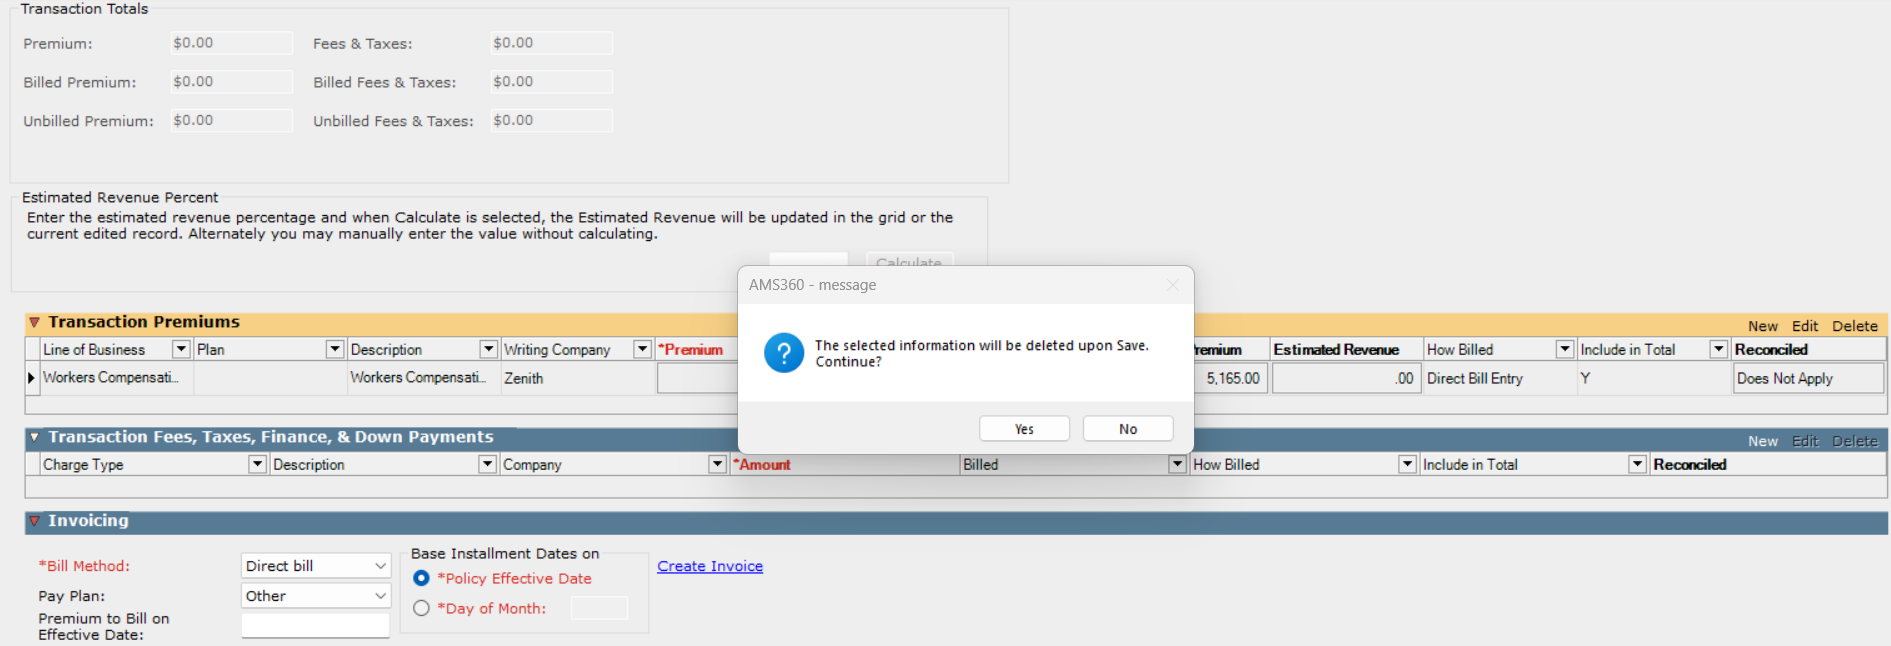 Transaction Totals
Premium: $0.00 Fees & Taxes: $0.00
Billed Premium: $0.00 Billed Fees & Taxes: $0.00
Unbilled Premium: $0.00 Unbilled Fees & Taxes: $0.00
Estimated Revenue Percent
Enter the estimated revenue percentage and when Calculate is selected, the Estimated Revenue will be updated in the grid or the
current edited record. Alternately you may manually enter the value without calculating.
Calculate
AMS360 - message
The selected information will be deleted upon Save.
Continue?
Yes No
Transaction Premiums New Edit Delete
Line of Business Plan Description Writing Company *Premium Premium Estimated Revenue How Billed Include in Total Reconciled
Workers Compensati... Workers Compensati... Zenith 5,165.00 .00 Direct Bill Entry Y Does Not Apply
Transaction Fees, Taxes, Finance, & Down Payments New Edit Delete
Charge Type Description Company *Amount Billed How Billed Include in Total Reconciled
Invoicing
*Bill Method: Direct bill
Pay Plan: Other
Premium to Bill on
Effective Date:
Base Installment Dates on
*Policy Effective Date
*Day of Month:
Create Invoice